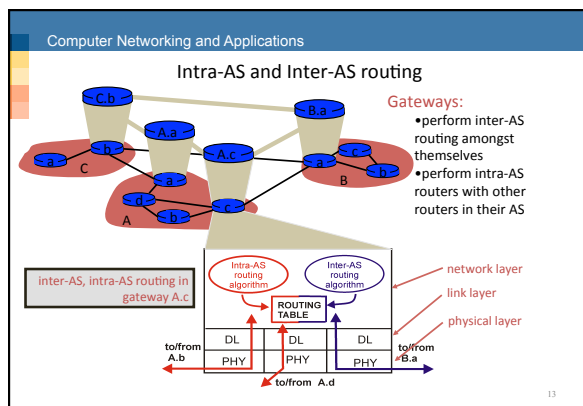 Computer Networking and Applications
Intra-AS and Inter-AS routing
Gateways:
•perform inter-AS
routing amongst
themselves
•perform intra-AS
routers with other
routers in their AS
C.b
B.a
A.a
A.c
b
a
C
a
c
b
B
a
d
A
b
c
inter-AS, intra-AS routing in
gateway A.c
Intra-AS
routing
algorithm
Inter-AS
routing
algorithm
ROUTING
TABLE
DL
DL
DL
PHY
PHY
PHY
network layer
link layer
physical layer
to/from
A.b
to/from A.d
to/from
B.a
13